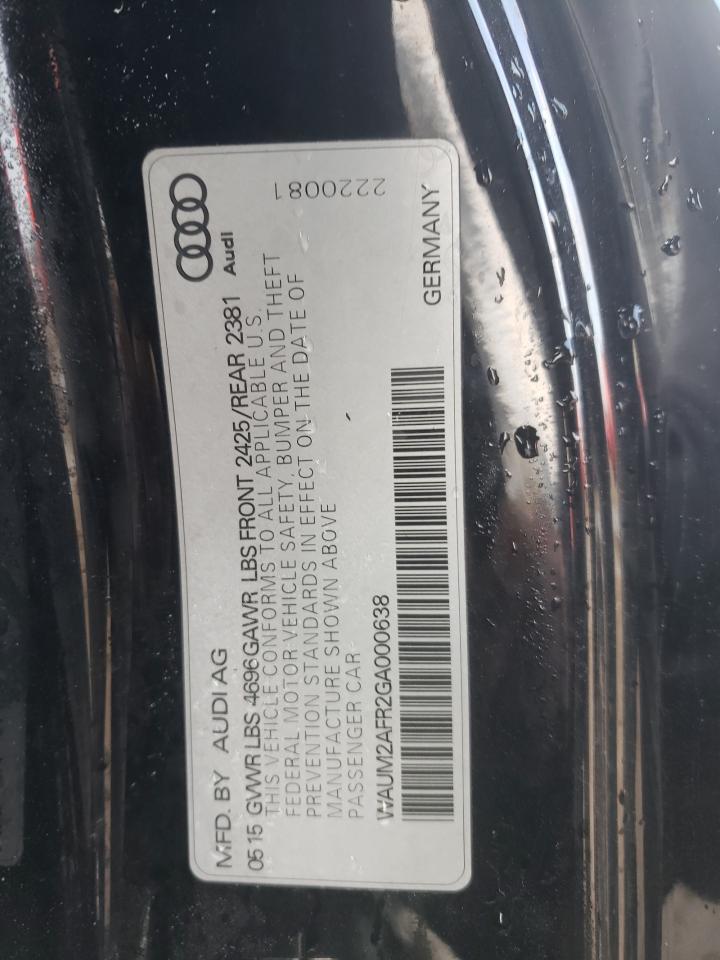 MFD. BY AUDI AG
Audi
05 15 GVWR LBS 4696 GAWR LBS FRONT 2425/REAR 2381
THIS VEHICLE CONFORMS TO ALL APPLICABLE U.S.
FEDERAL MOTOR VEHICLE SAFETY, BUMPER AND THEFT
PREVENTION STANDARDS IN EFFECT ON THE DATE OF
MANUFACTURE SHOWN ABOVE
PASSENGER CAR
222008 1
WAUM2AFR2GA000638
GERMANY